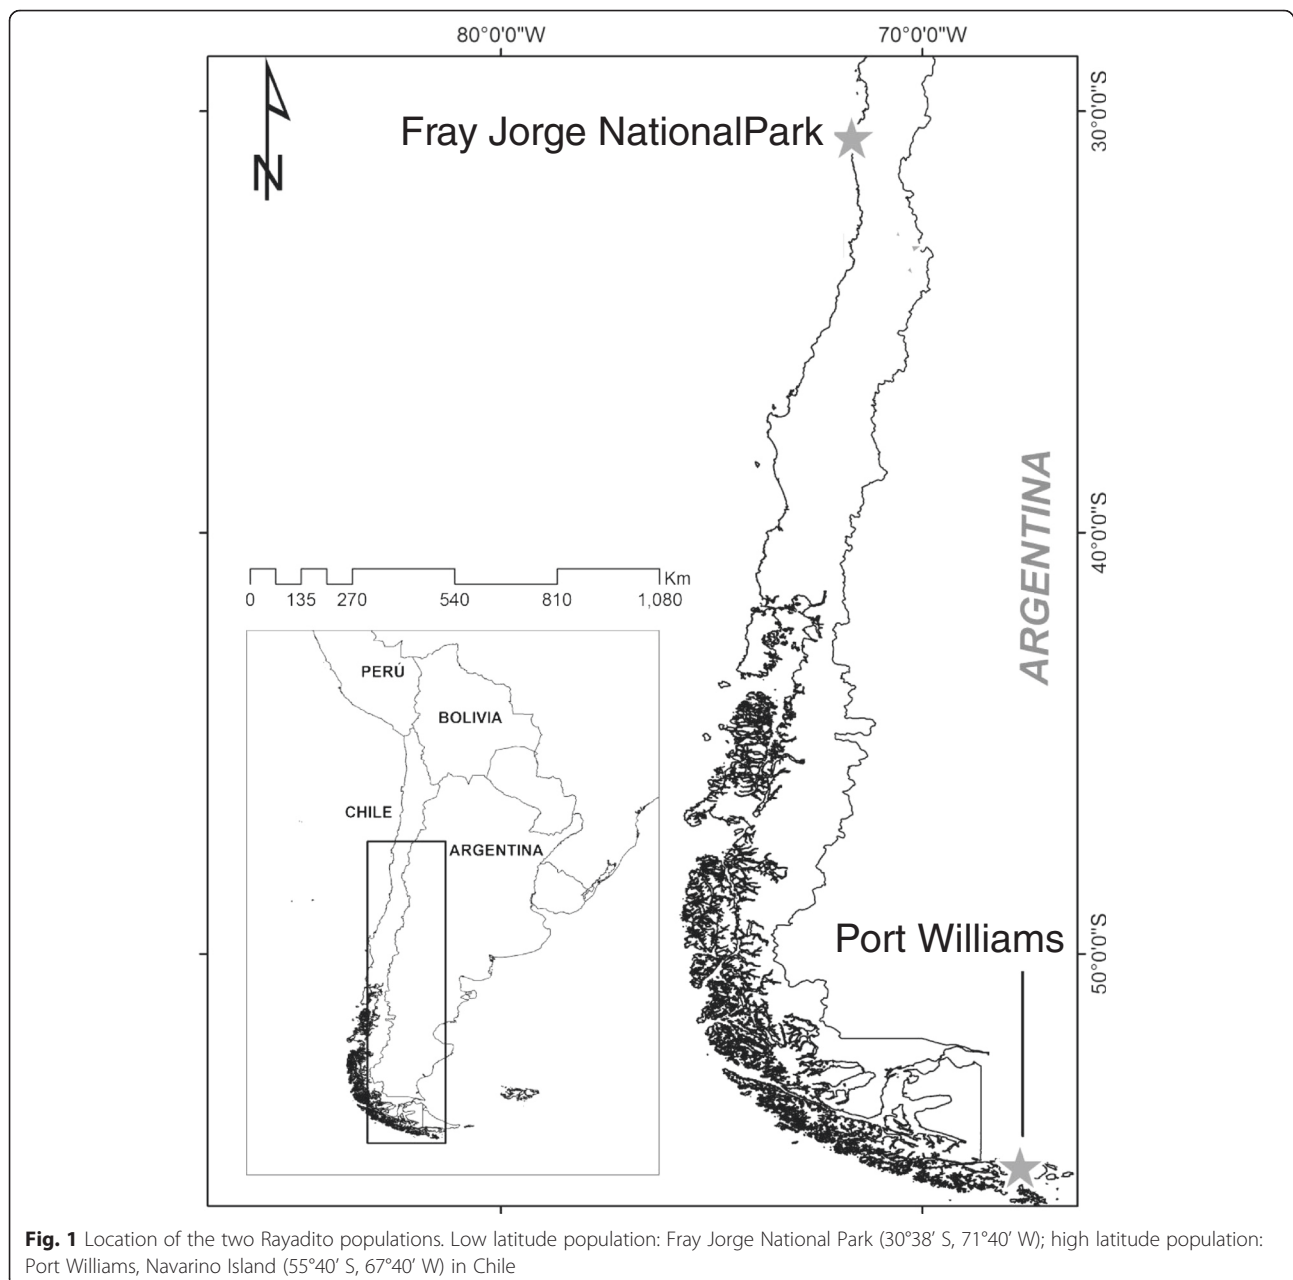 80°0'0"W 70°0'0"W
30°0'0"S
N
Fray Jorge NationalPark
ARGENTINA
40°0'0"S
Km
0 135 270 540 810 1,080
PERÚ
BOLIVIA
CHILE
ARGENTINA
Port Williams
50°0'0"S
Fig. 1 Location of the two Rayadito populations. Low latitude population: Fray Jorge National Park (30°38′ S, 71°40′ W); high latitude population:
Port Williams, Navarino Island (55°40′ S, 67°40′ W) in Chile